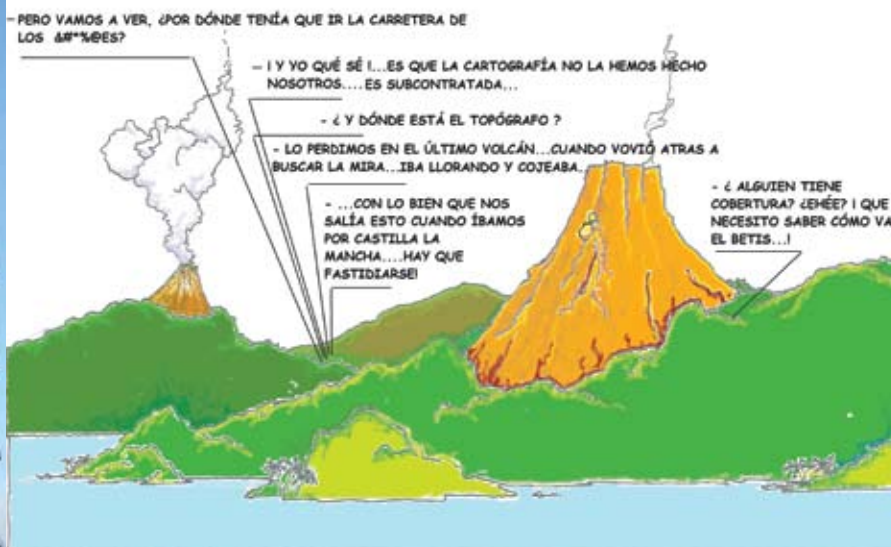 - PERO VAMOS A VER, ¿POR DÓNDE TENÍA QUE IR LA CARRETERA DE
LOS &#*%@ES?
- ¡ Y YO QUÉ SÉ !...ES QUE LA CARTOGRAFÍA NO LA HEMOS HECHO
NOSOTROS.... ES SUBCONTRATADA...
- ¿ Y DÓNDE ESTÁ EL TOPÓGRAFO ?
- LO PERDIMOS EN EL ÚLTIMO VOLCÁN...CUANDO VOVIÓ ATRAS A
BUSCAR LA MIRA...IBA LLORANDO Y COJEABA...
- ...CON LO BIEN QUE NOS
SALÍA ESTO CUANDO ÍBAMOS
POR CASTILLA LA
MANCHA....HAY QUE
FASTIDIARSE!
- ¿ ALGUIEN TIENE
COBERTURA? ¿EHÉE? ¡ QUE
NECESITO SABER CÓMO VA
EL BETIS...!